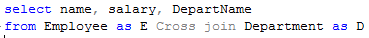 select name, salary, DepartName
from Employee as E Cross join Department as D